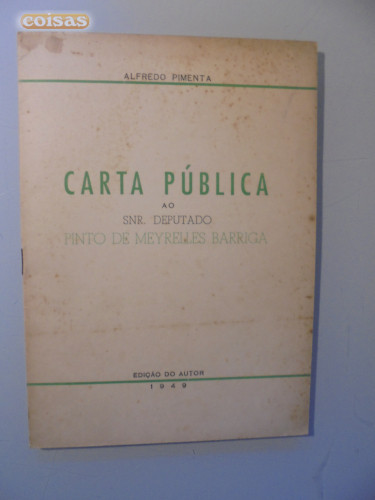 coisas
ALFREDO PIMENTA
CARTA PÚBLICA
AO
SNR. DEPUTADO
PINTO DE MEYRELLES BARRIGA
EDIÇÃO DO AUTOR
1949